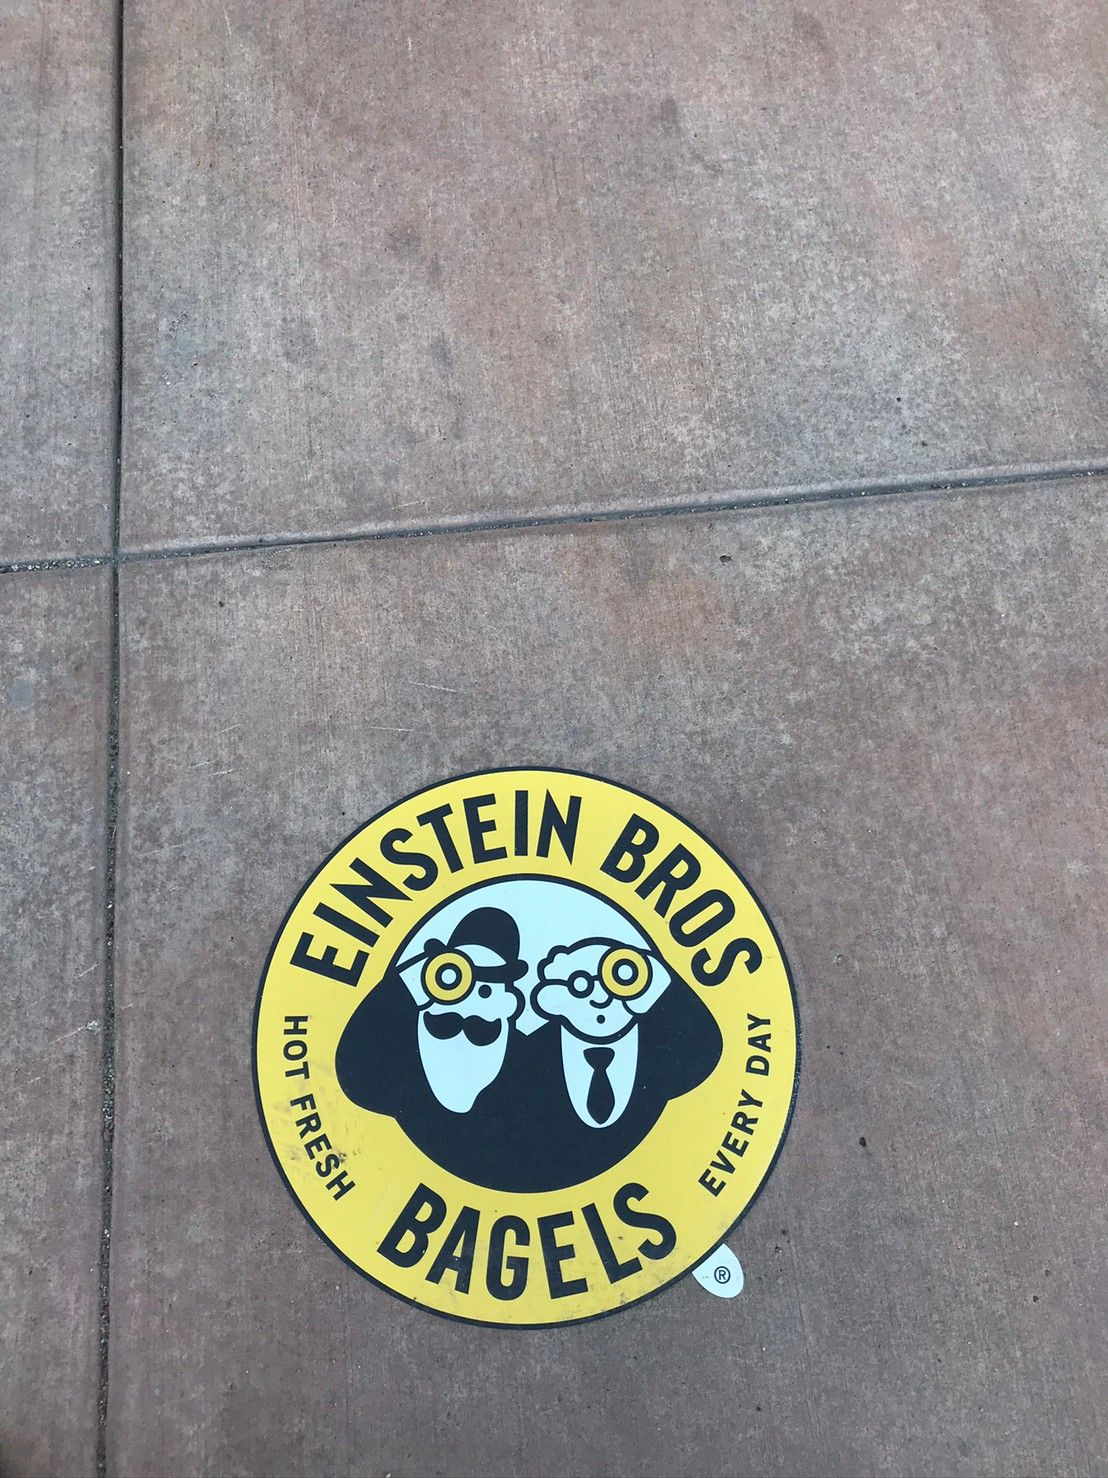 EINSTEIN BROS
HOT FRESH
EVERY DAY
BAGELS
®